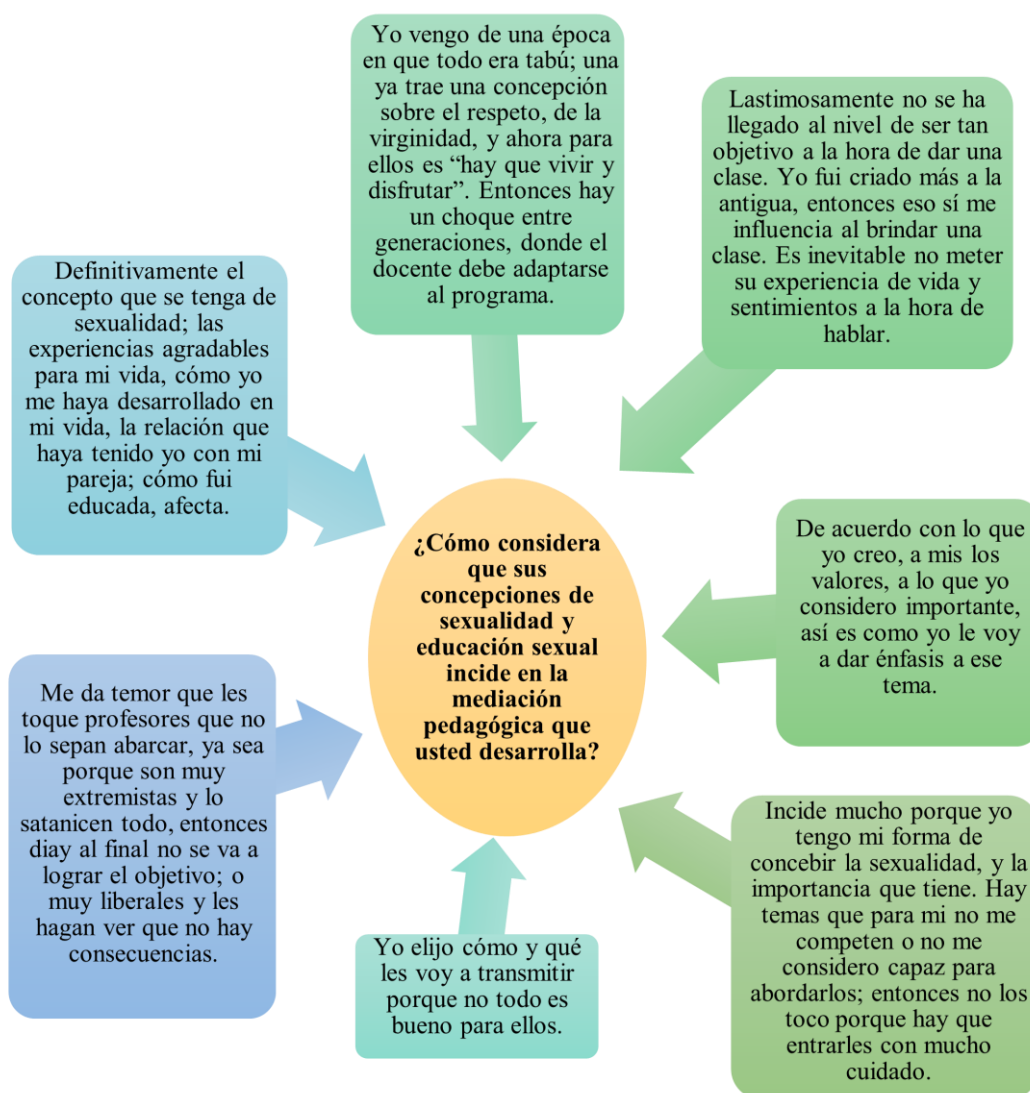 Yo vengo de una época
en que todo era tabú; una
ya trae una concepción
sobre el respeto, de la
virginidad, y ahora para
ellos es “hay que vivir y
disfrutar”. Entonces hay
un choque entre
generaciones, donde el
docente debe adaptarse
al programa.
Lastimosamente no se ha
llegado al nivel de ser tan
objetivo a la hora de dar una
clase. Yo fui criado más a la
antigua, entonces eso sí me
influencia al brindar una
clase. Es inevitable no meter
su experiencia de vida y
sentimientos a la hora de
hablar.
Definitivamente el
concepto que se tenga de
sexualidad; las
experiencias agradables
para mi vida, cómo yo
me haya desarrollado en
mi vida, la relación que
haya tenido yo con mi
pareja; cómo fui
educada, afecta.
¿Cómo considera
que sus
concepciones de
sexualidad y
educación sexual
incide en la
mediación
pedagógica que
usted desarrolla?
De acuerdo con lo que
yo creo, a mis los
valores, a lo que yo
considero importante,
así es como yo le voy
a dar énfasis a ese
tema.
Me da temor que les
toque profesores que no
lo sepan abarcar, ya sea
porque son muy
extremistas y lo
satanicen todo, entonces
diay al final no se va a
lograr el objetivo; o
muy liberales y les
hagan ver que no hay
consecuencias.
Yo elijo cómo y qué
les voy a transmitir
porque no todo es
bueno para ellos.
Incide mucho porque yo
tengo mi forma de
concebir la sexualidad, y la
importancia que tiene. Hay
temas que para mi no me
competen o no me
considero capaz para
abordarlos; entonces no los
toco porque hay que
entrarles con mucho
cuidado.